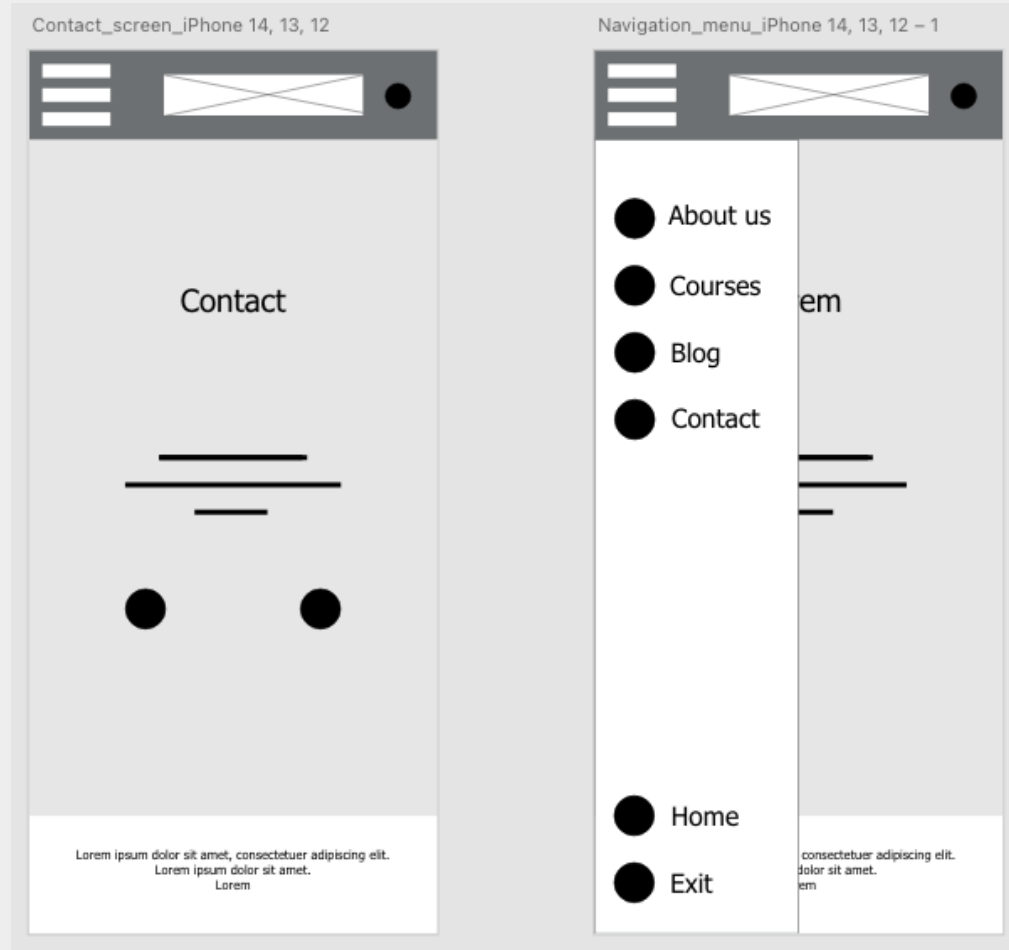 Contact_screen_iPhone 14, 13, 12
Contact
Lorem ipsum dolor sit amet, consectetuer adipiscing elit.
Lorem ipsum dolor sit amet.
Lorem
Navigation_menu_iPhone 14, 13, 12 – 1
About us
Courses
Blog
Contact
em
Home
Exit
consectetuer adipiscing elit.
dolor sit amet.
em